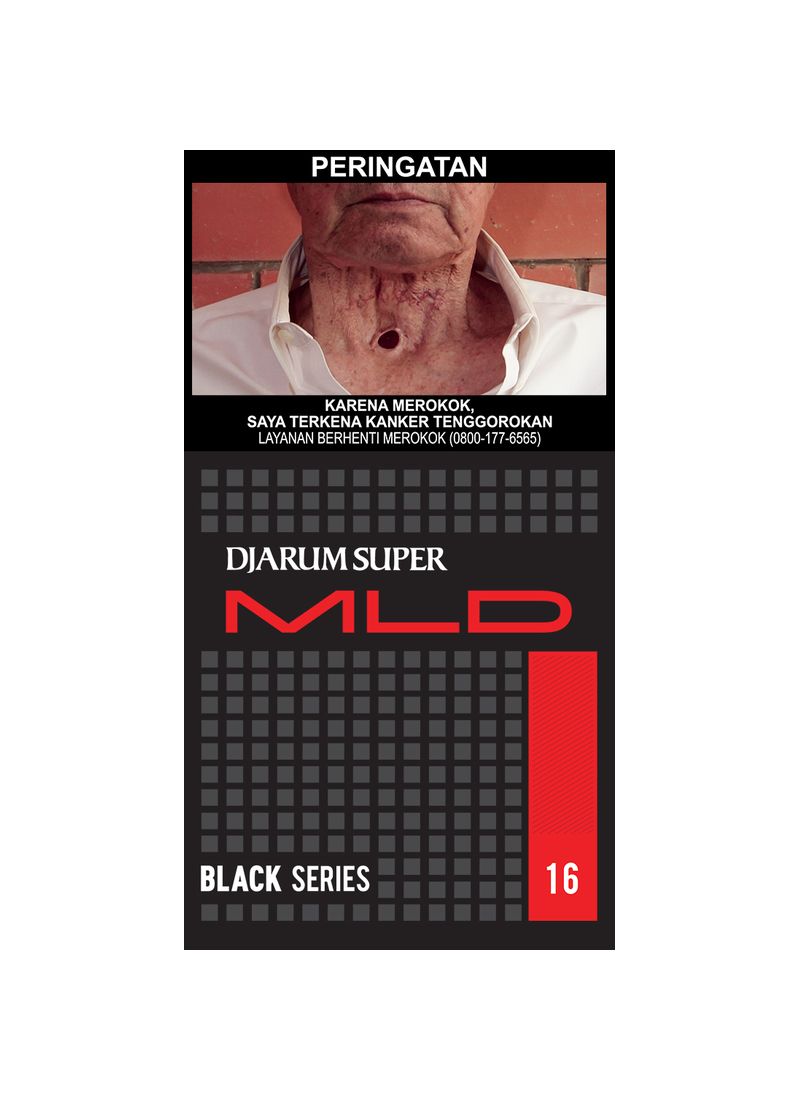 PERINGATAN
KARENA MEROKOK,
SAYA TERKENA KANKER TENGGOROKAN
LAYANAN BERHENTI MEROKOK (0800-177-6565)
DJARUM SUPER
MLD
BLACK SERIES
16